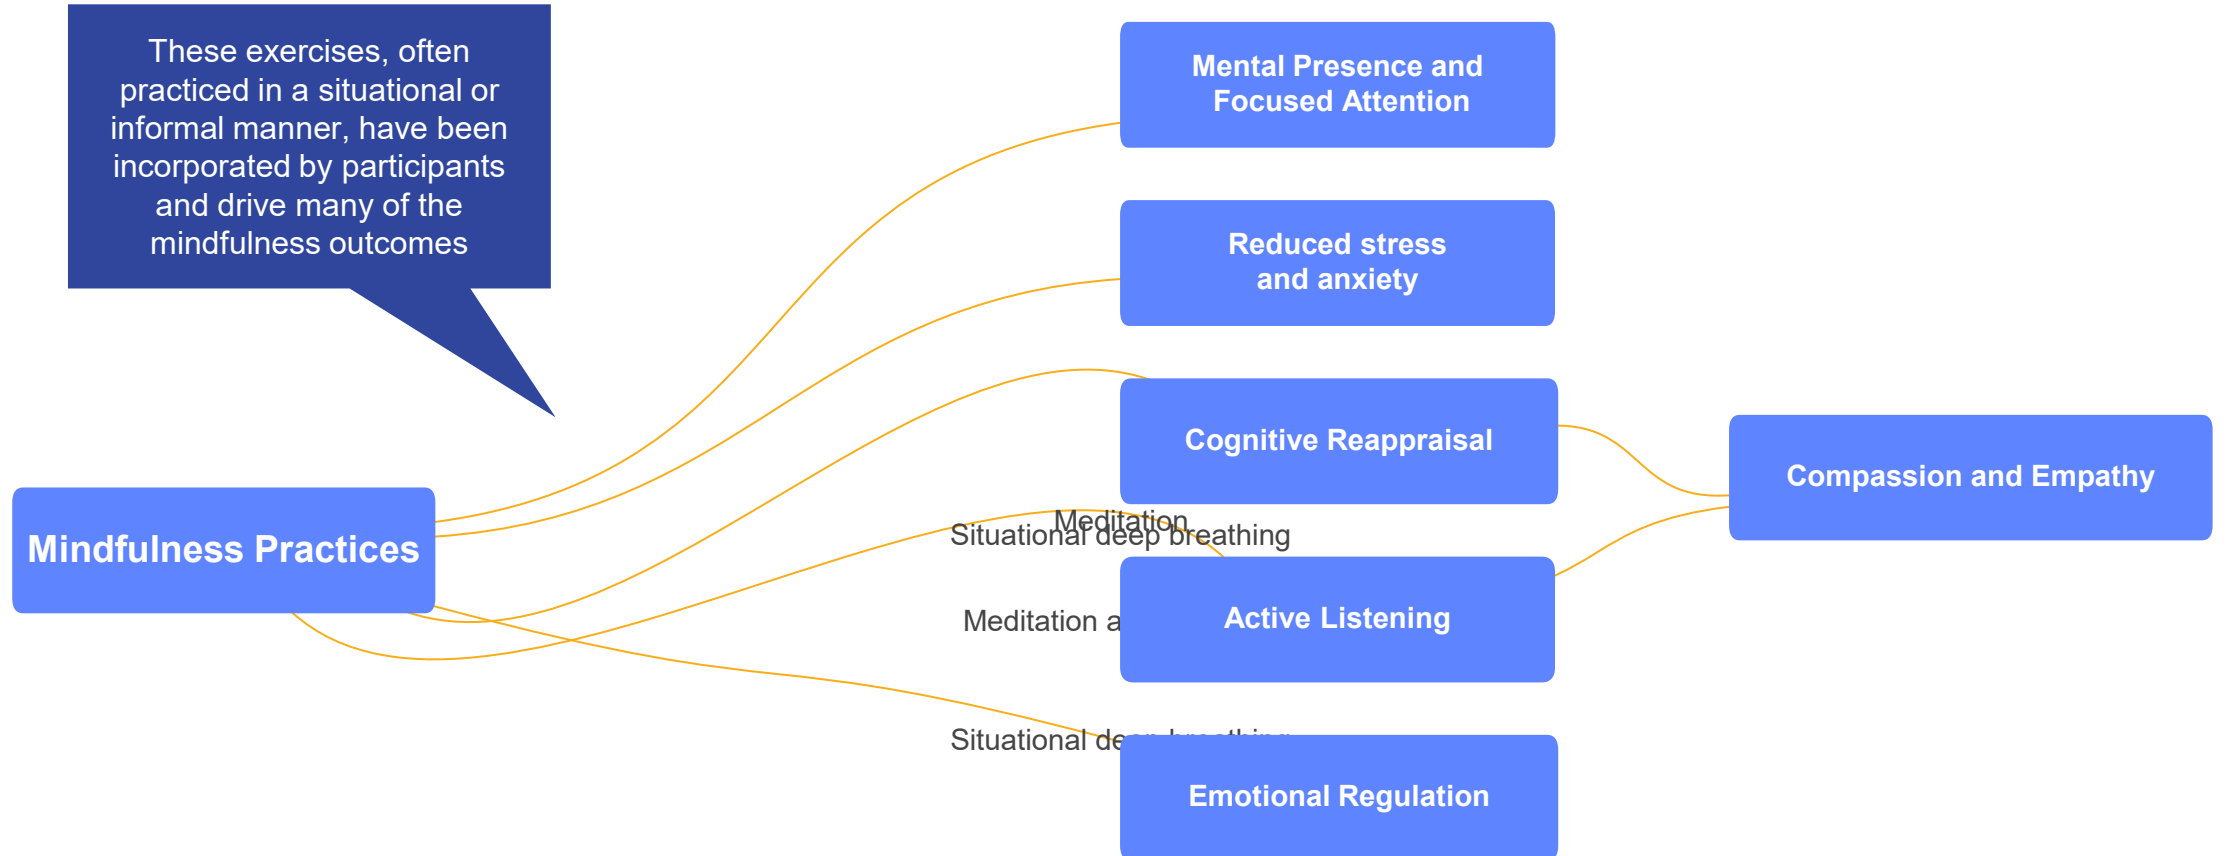 These exercises, often
practiced in a situational or
informal manner, have been
incorporated by participants
and drive many of the
mindfulness outcomes
Mindfulness Practices
Mental Presence and
Focused Attention
Reduced stress
and anxiety
Cognitive Reappraisal
Meditation
Situational deep breathing
Meditation
Active Listening
Situational deep breathing
Emotional Regulation
Compassion and Empathy